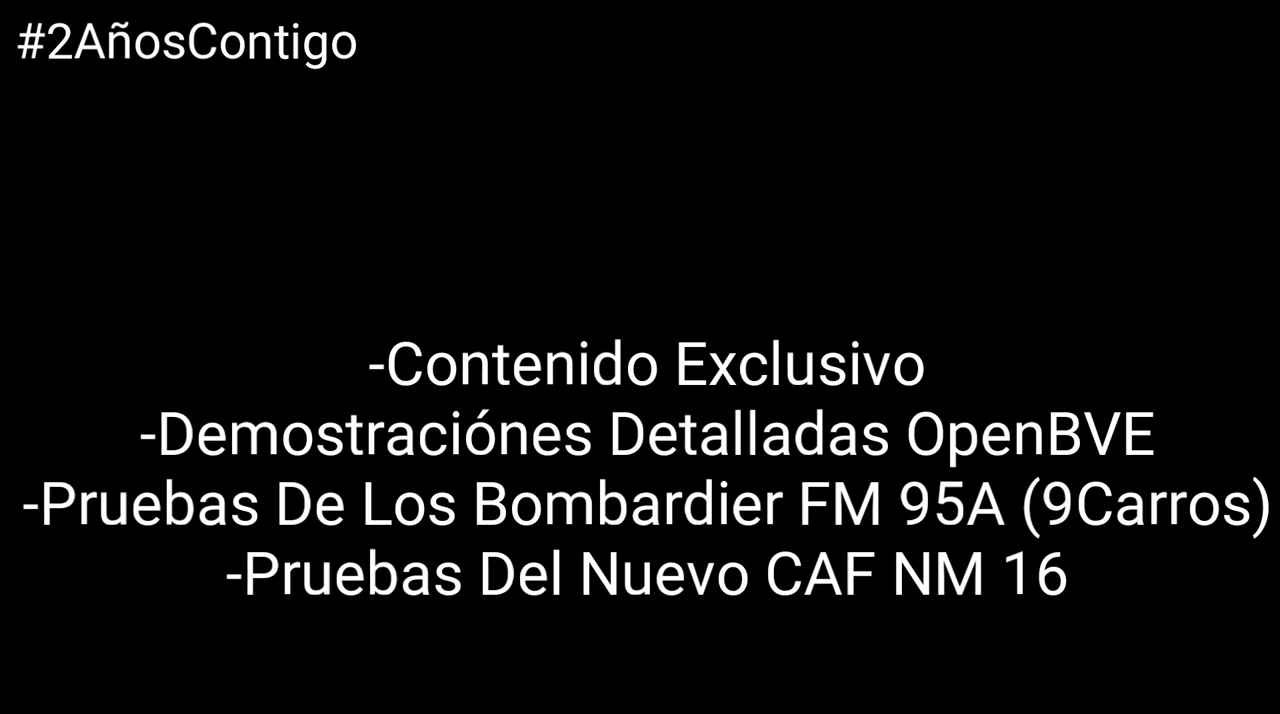 #2AñosContigo
-Contenido Exclusivo
-Demostraciónes Detalladas OpenBVE
-Pruebas De Los Bombardier FM 95A (9Carros)
-Pruebas Del Nuevo CAF NM 16